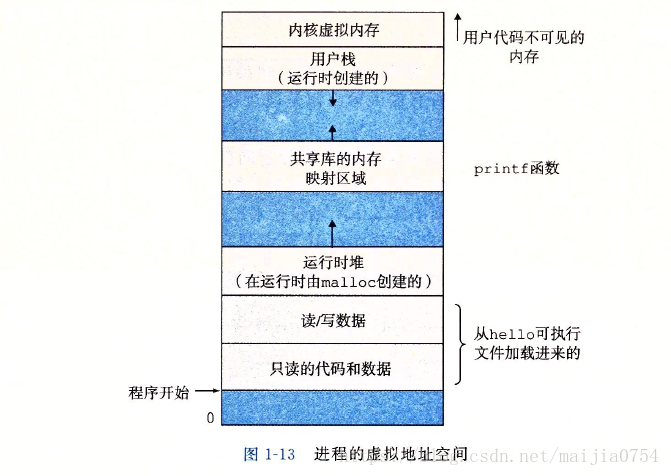 内核虚拟内存
用户代码不可见的
内存
用户栈
（运行时创建的）
共享库的内存
映射区域
printf函数
运行时堆
（在运行时由malloc创建的）
读/写数据
从hello可执行
文件加载进来的
只读的代码和数据
程序开始
0
图 1-13 进程的虚拟地址空间
csdn.net/maijia0754